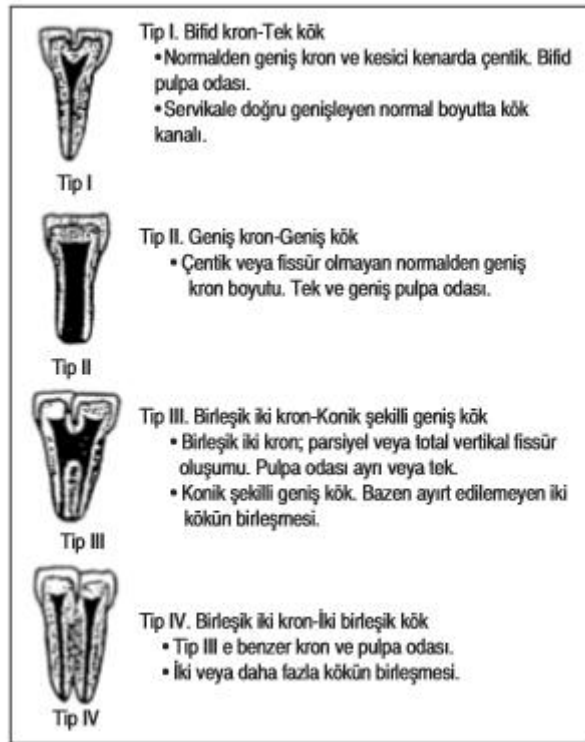 Tip I. Bifid kron-Tek kök
•Normalden geniş kron ve kesici kenarda çentik. Bifid
pulpa odası.
•Servikale doğru genişleyen normal boyutta kök
kanalı.
Tip I
Tip II. Geniş kron-Geniş kök
• Çentik veya fissür olmayan normalden geniş
kron boyutu. Tek ve geniş pulpa odası.
Tip II
Tip III. Birleşik iki kron-Konik şekilli geniş kök
• Birleşik iki kron; parsiyel veya total vertikal fissür
oluşumu. Pulpa odası ayrı veya tek.
• Konik şekilli geniş kök. Bazen ayırt edilemeyen iki
kökün birleşmesi.
Tip III
Tip IV. Birleşik iki kron-İki birleşik kök
• Tip III e benzer kron ve pulpa odası.
• İki veya daha fazla kökün birleşmesi.
Tip IV